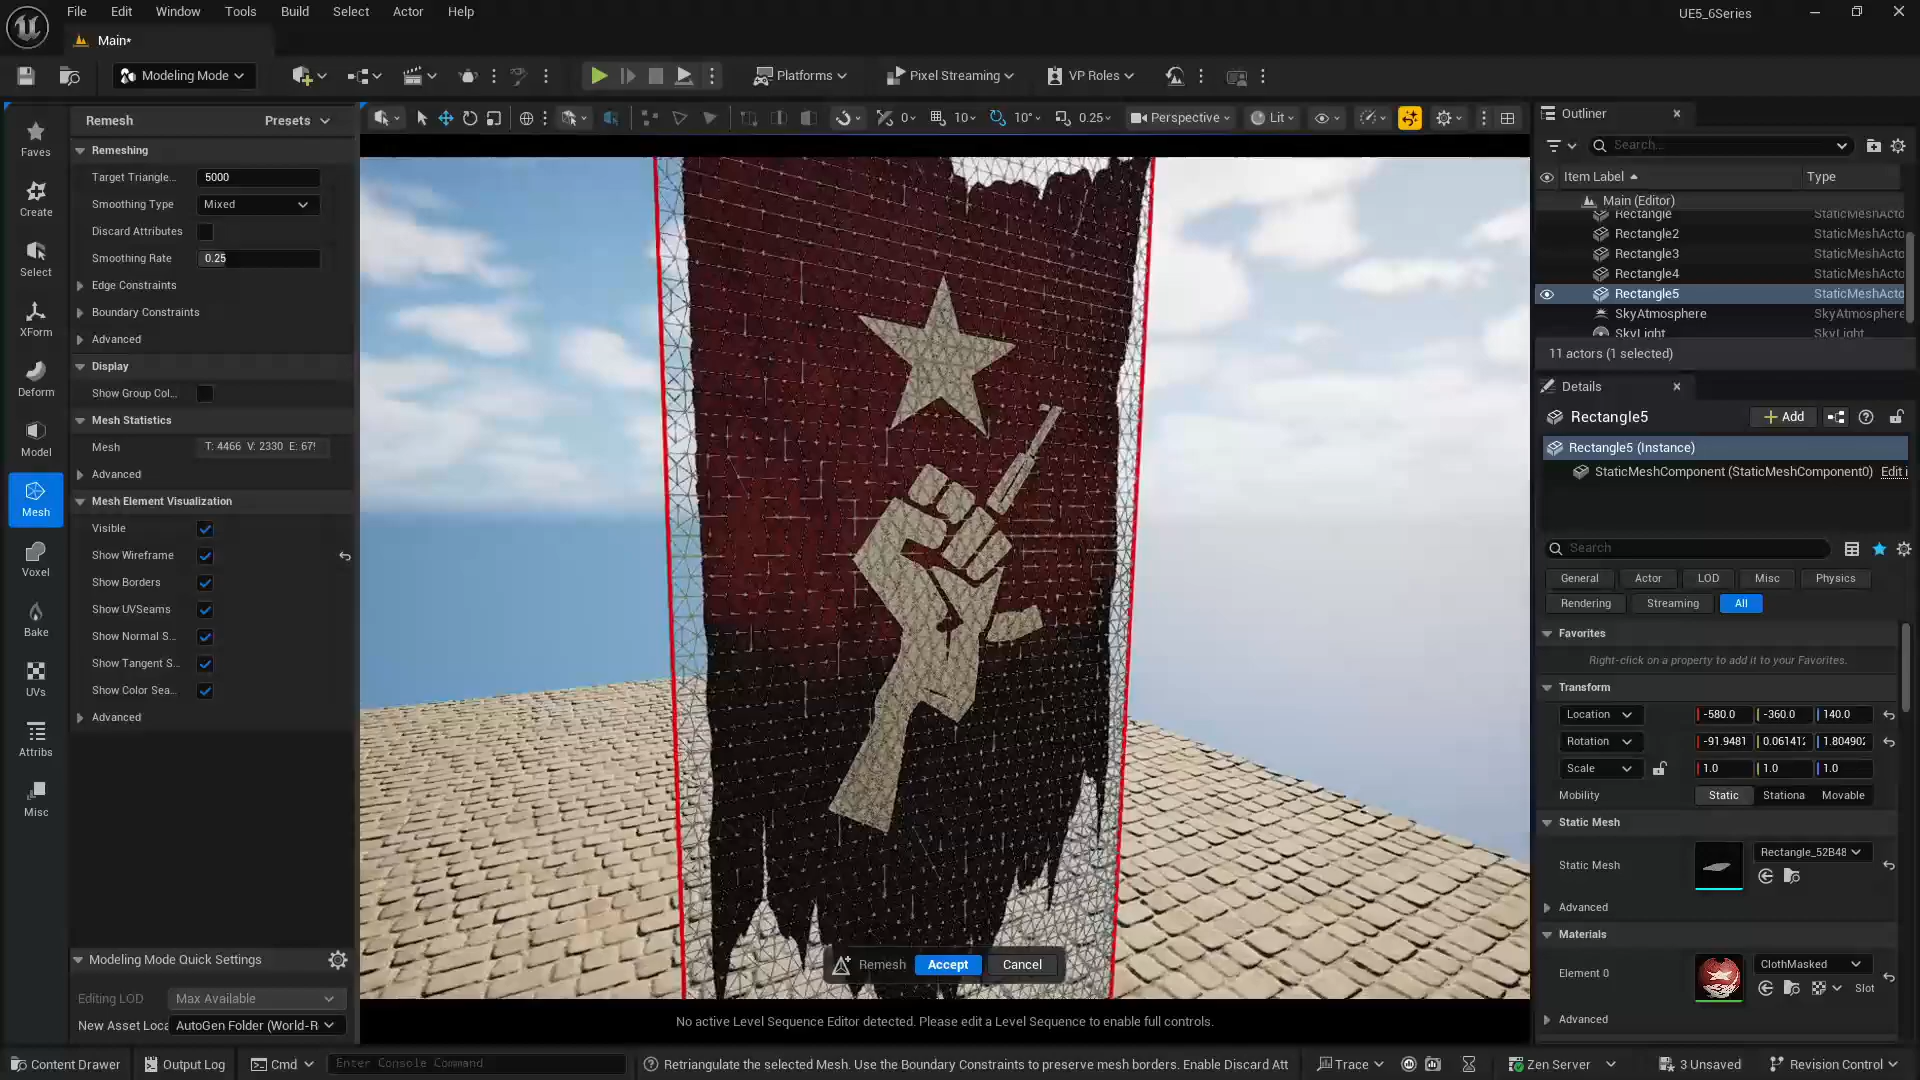 File Edit Window Tools Build Select Actor Help
UE5_6Series
Main*
Modeling Mode
Platforms
Pixel Streaming
VP Roles
Remesh
Presets
Remeshing
Target Triangle... 5000
Smoothing Type Mixed
Discard Attributes
Smoothing Rate 0.25
Edge Constraints
Boundary Constraints
Advanced
Display
Show Group Col...
Mesh Statistics
Mesh T: 4466 V: 2330 E: 67
Advanced
Mesh Element Visualization
Visible
Show Wireframe
Show Borders
Show UVSeams
Show Normal S...
Show Tangent S...
Show Color Sea...
Advanced
Modeling Mode Quick Settings
Editing LOD Max Available
New Asset Loca AutoGen Folder (World-R
Faves
Create
Select
XForm
Deform
Model
Mesh
Voxel
Bake
UVs
Attribs
Misc
0 10 10° 0.25 Perspective Lit
Remesh Accept Cancel
No active Level Sequence Editor detected. Please edit a Level Sequence to enable full controls.
Outliner
Search...
Item Label Type
Main (Editor)
Rectangle StaticMeshActo
Rectangle2 StaticMeshActo
Rectangle3 StaticMeshActo
Rectangle4 StaticMeshActo
Rectangle5 StaticMeshActo
SkyAtmosphere SkyAtmosphere
SkyLight SkyLight
11 actors (1 selected)
Details
Rectangle5
Add
Rectangle5 (Instance)
StaticMeshComponent (StaticMeshComponent0) Edit i
Search
General Actor LOD Misc Physics
Rendering Streaming All
Favorites
Right-click on a property to add it to your Favorites.
Transform
Location -580.0 -360.0 140.0
Rotation -91.9481 0.061412 1.804902
Scale 1.0 1.0 1.0
Mobility Static Stationa Movable
Static Mesh
Static Mesh Rectangle_52B48
Advanced
Materials
Element 0 ClothMasked
Slot
Advanced
Content Drawer Output Log Cmd Enter Console Command
Retriangulate the selected Mesh. Use the Boundary Constraints to preserve mesh borders. Enable Discard Att
Trace
Zen Server
3 Unsaved
Revision Control